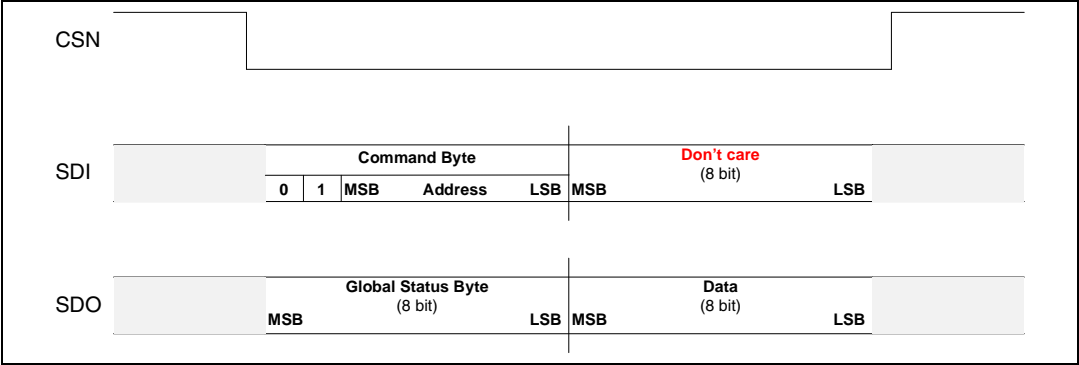 CSN
SDI
Command Byte
Don't care
(8 bit)
0 1 MSB Address LSB MSB LSB
SDO
Global Status Byte
Data
(8 bit)
(8 bit)
MSB LSB MSB LSB